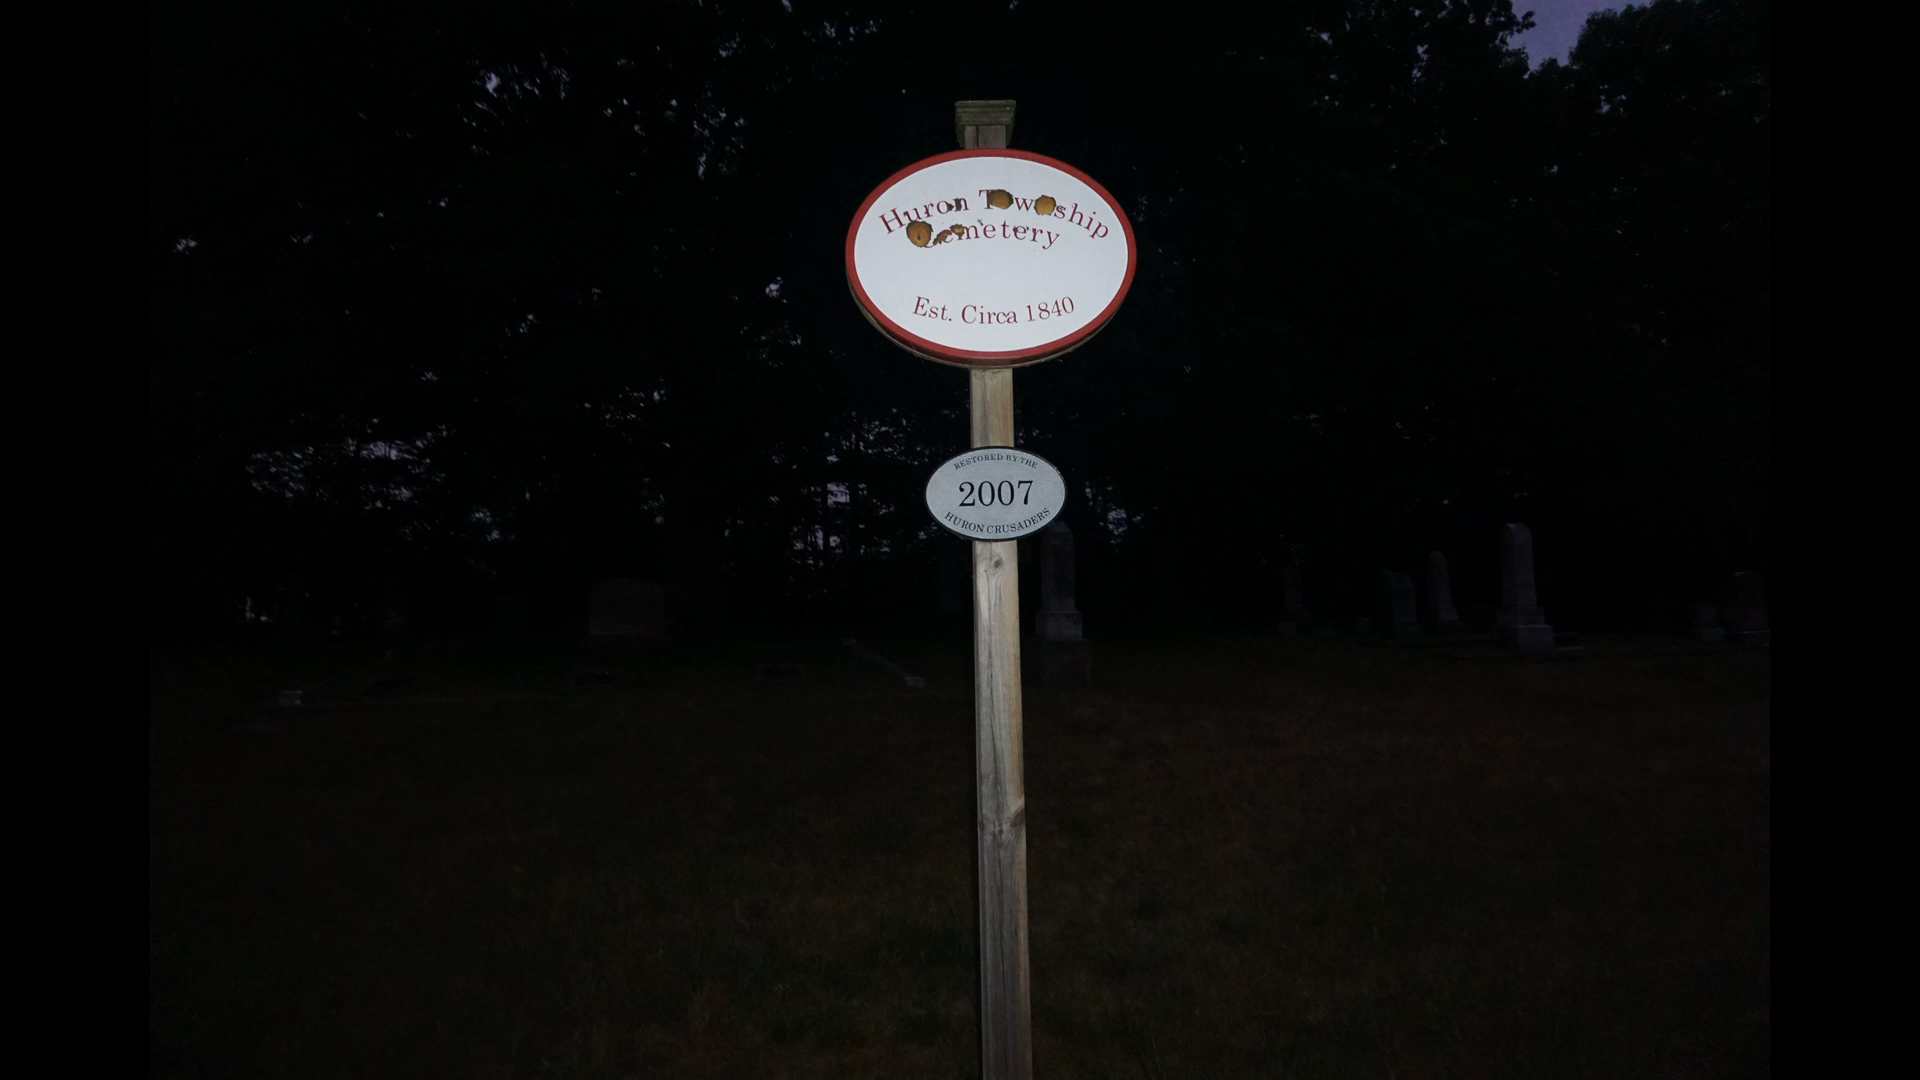 Huron Township
Cemetery
Est. Circa 1840
RESTORED BY THE
2007
HURON CRUSADERS